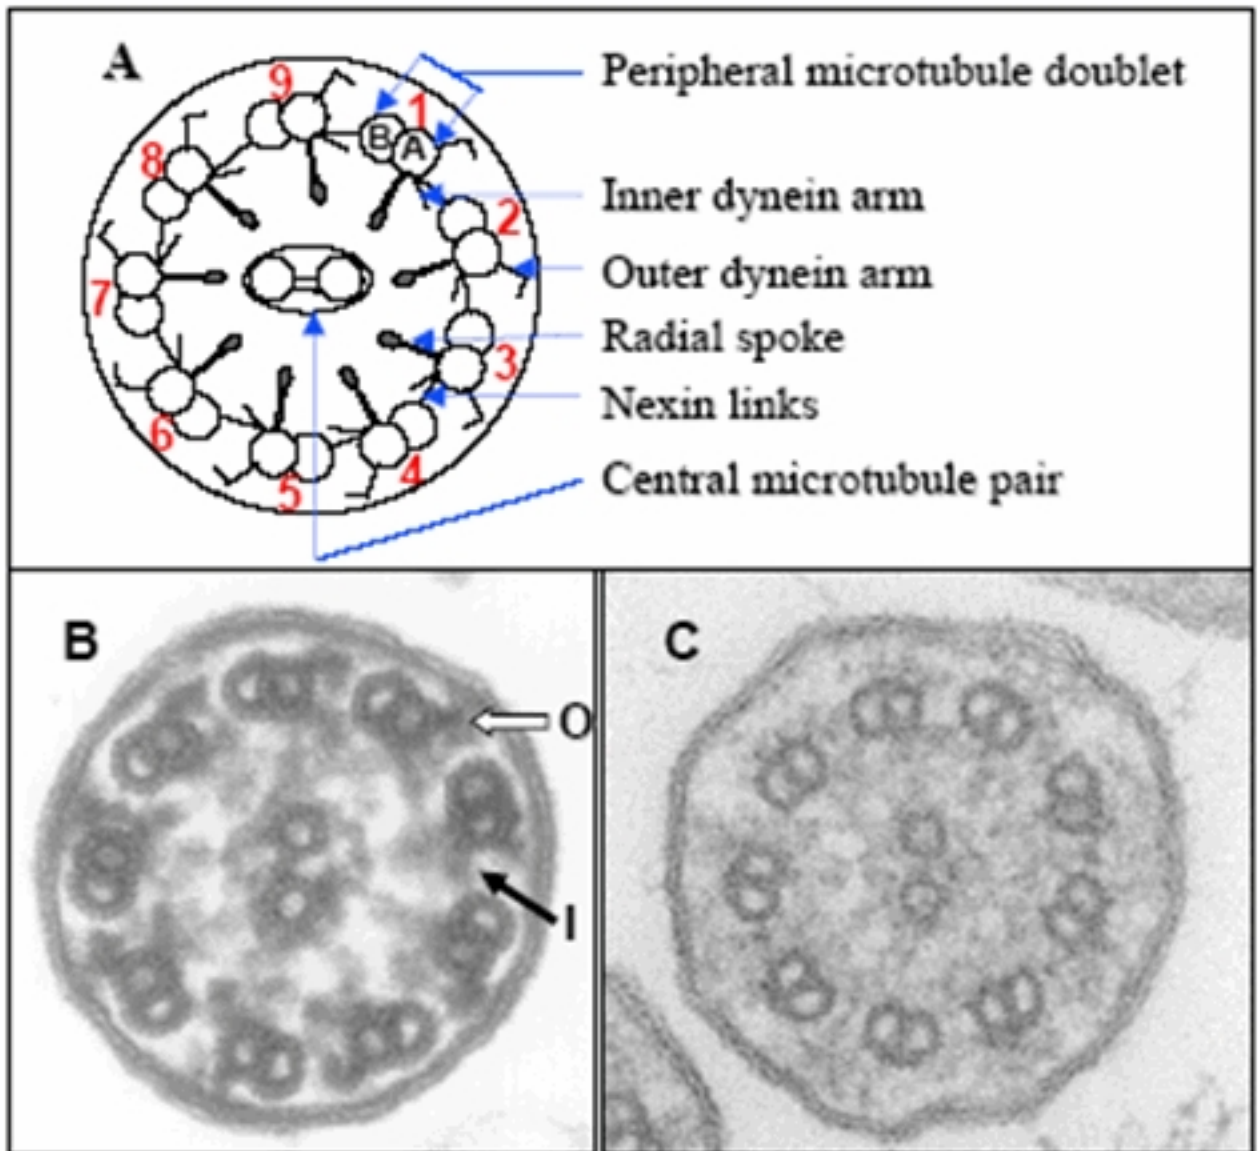 A
Peripheral microtubule doublet
9
1
B
A
8
Inner dynein arm
2
Outer dynein arm
7
Radial spoke
3
Nexin links
6
4
Central microtubule pair
5
B
C
O
I